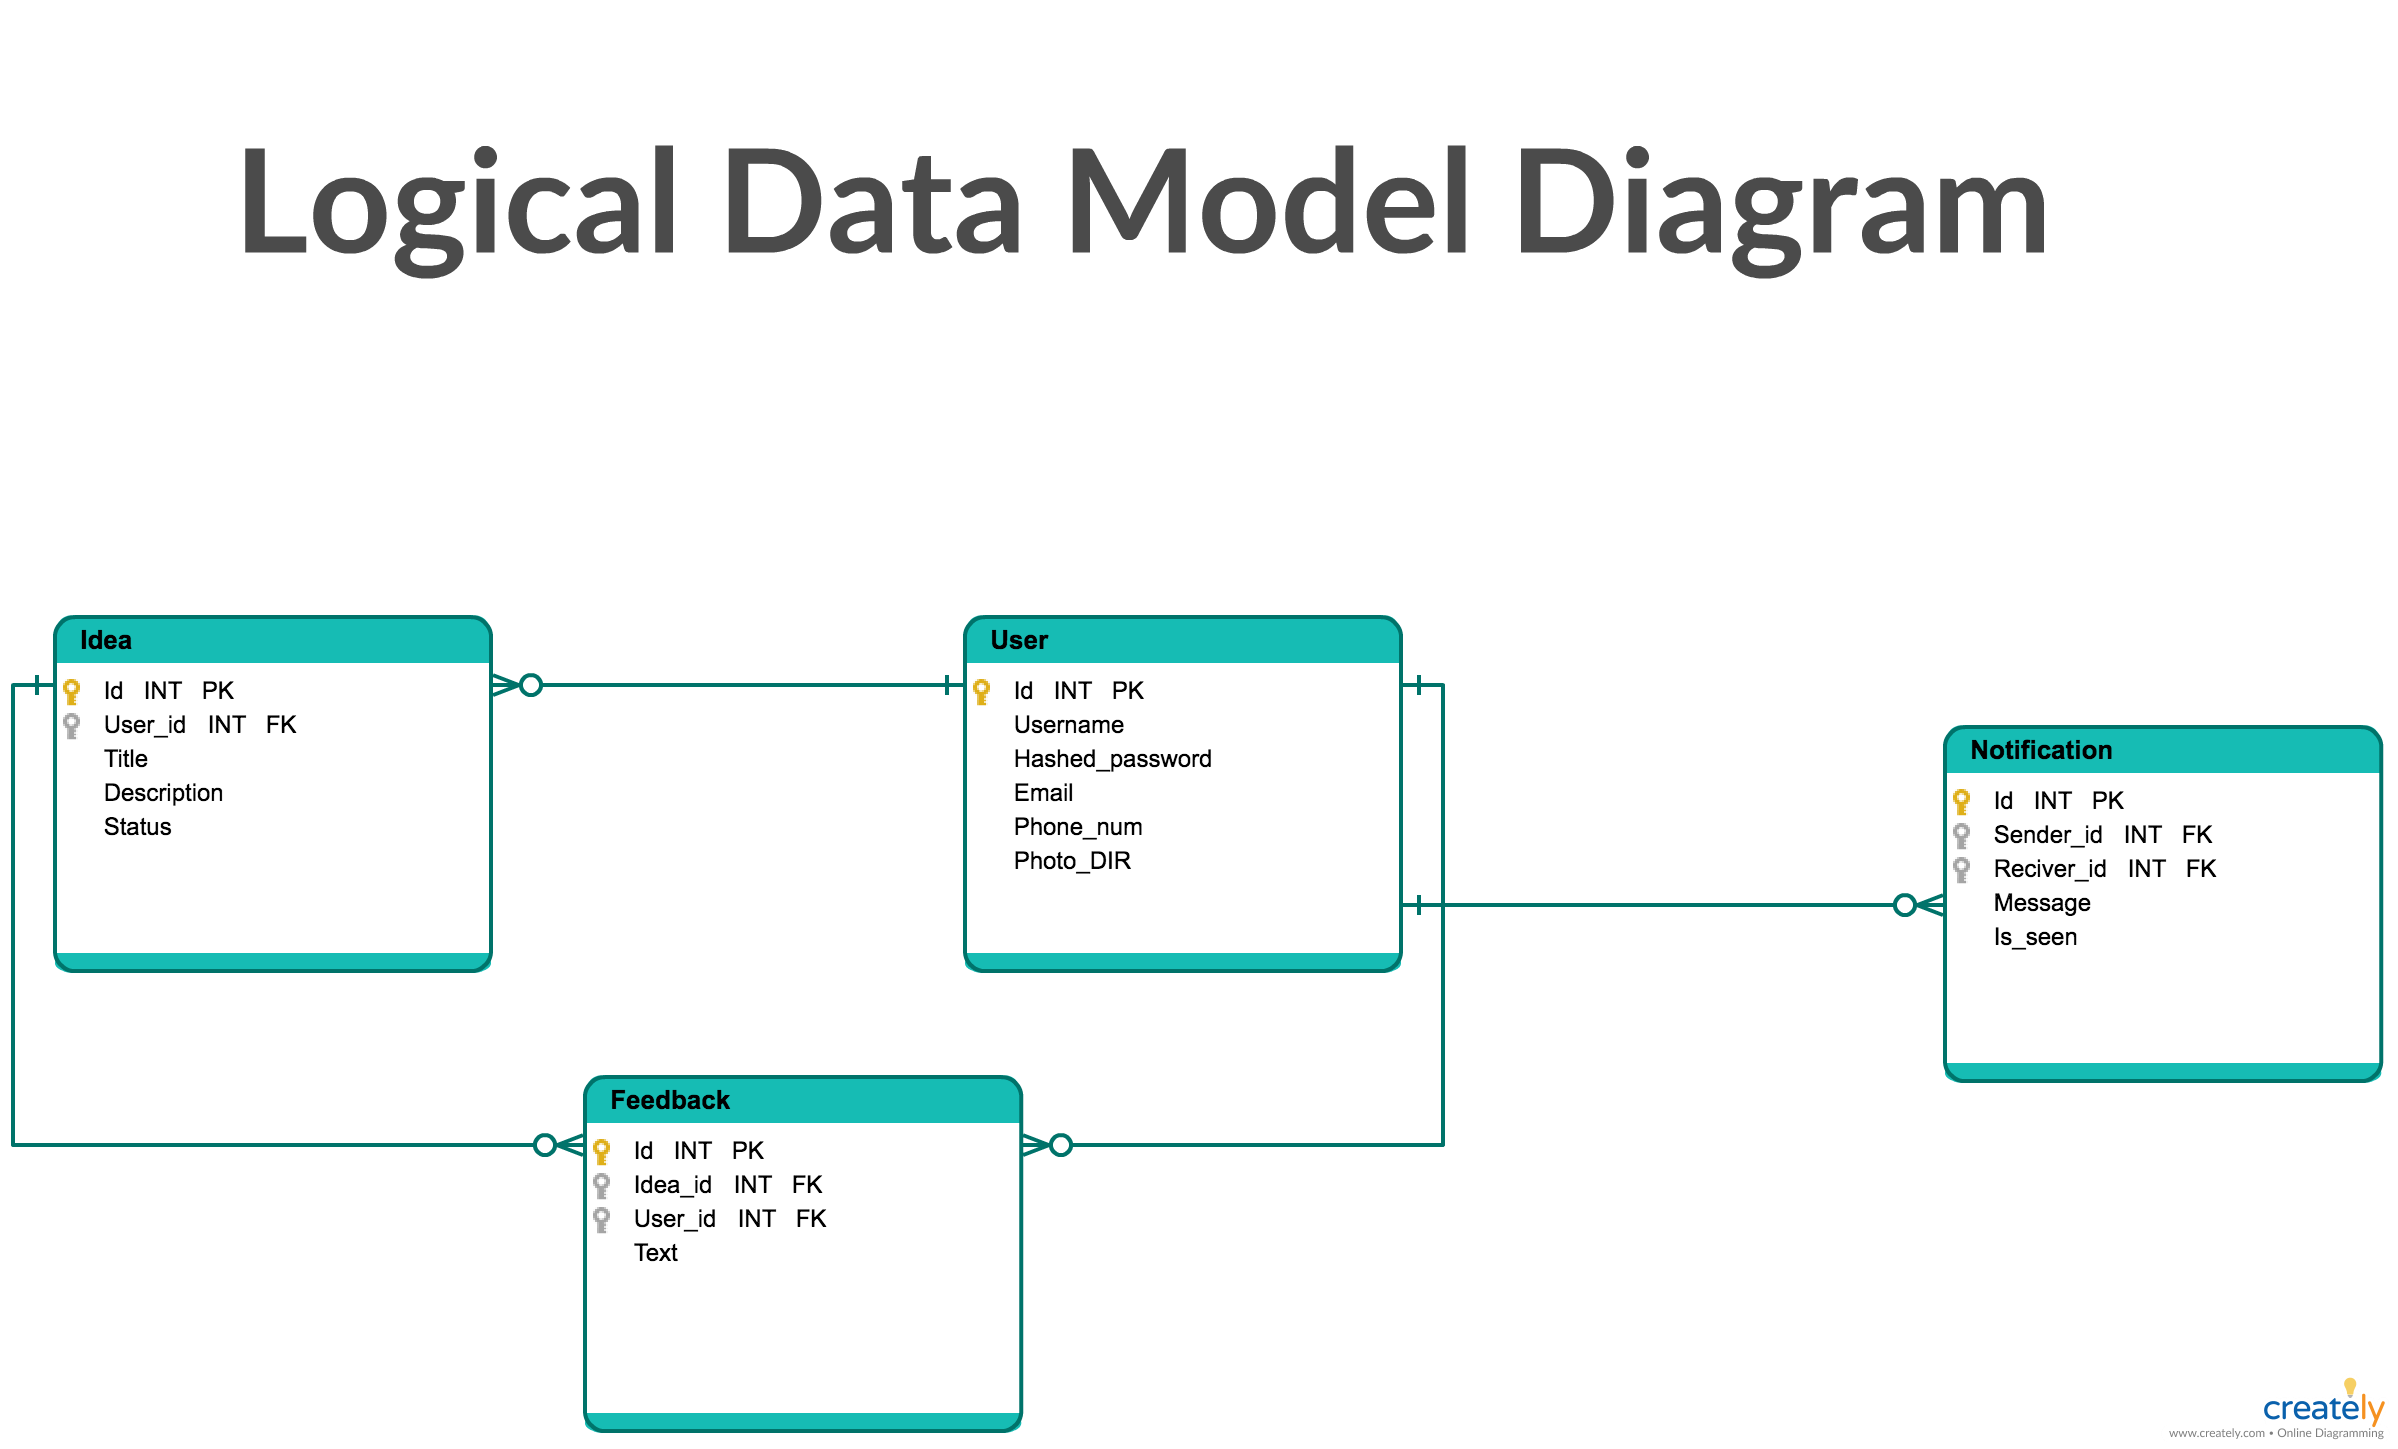 Logical Data Model Diagram
Idea
Id INT PK
User_id INT FK
Title
Description
Status
User
Id INT PK
Username
Hashed_password
Email
Phone_num
Photo_DIR
Notification
Id INT PK
Sender_id INT FK
Reciver_id INT FK
Message
Is_seen
Feedback
Id INT PK
Idea_id INT FK
User_id INT FK
Text
creately
www.creately.com • Online Diagramming